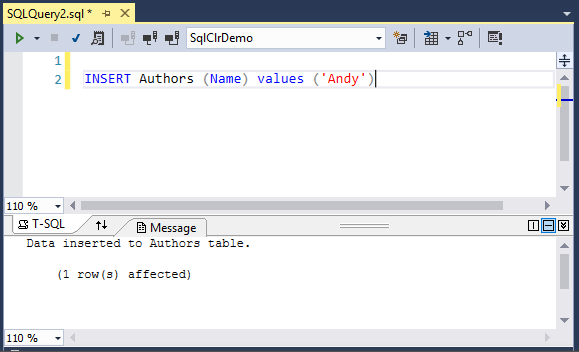 SQLQuery2.sql *
SqlClrDemo
1
2 INSERT Authors (Name) values ('Andy')
110 %
T-SQL Message
Data inserted to Authors table.
(1 row(s) affected)
110 %